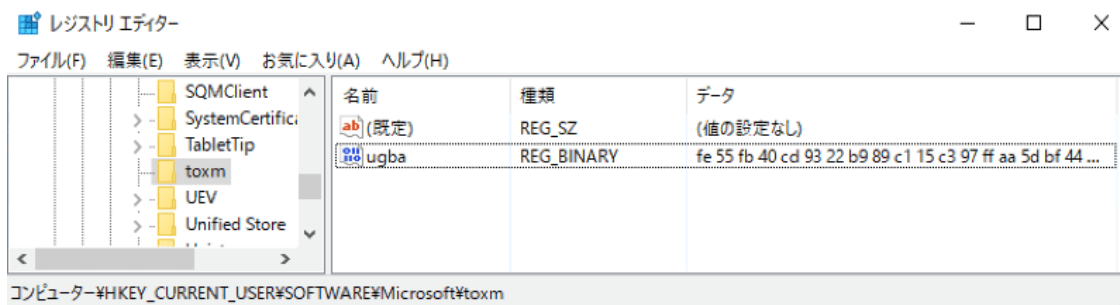 レジストリ エディター
ファイル(F) 編集(E) 表示(V) お気に入り(A) ヘルプ(H)
SQMClient
SystemCertific
TabletTip
toxm
UEV
Unified Store
名前 種類 データ
ab (既定) REG_SZ (値の設定なし)
ugba REG_BINARY fe 55 fb 40 cd 93 22 b9 89 c1 15 c3 97 ff aa 5d bf 44 ...
コンピューター¥HKEY_CURRENT_USER¥SOFTWARE¥Microsoft¥toxm